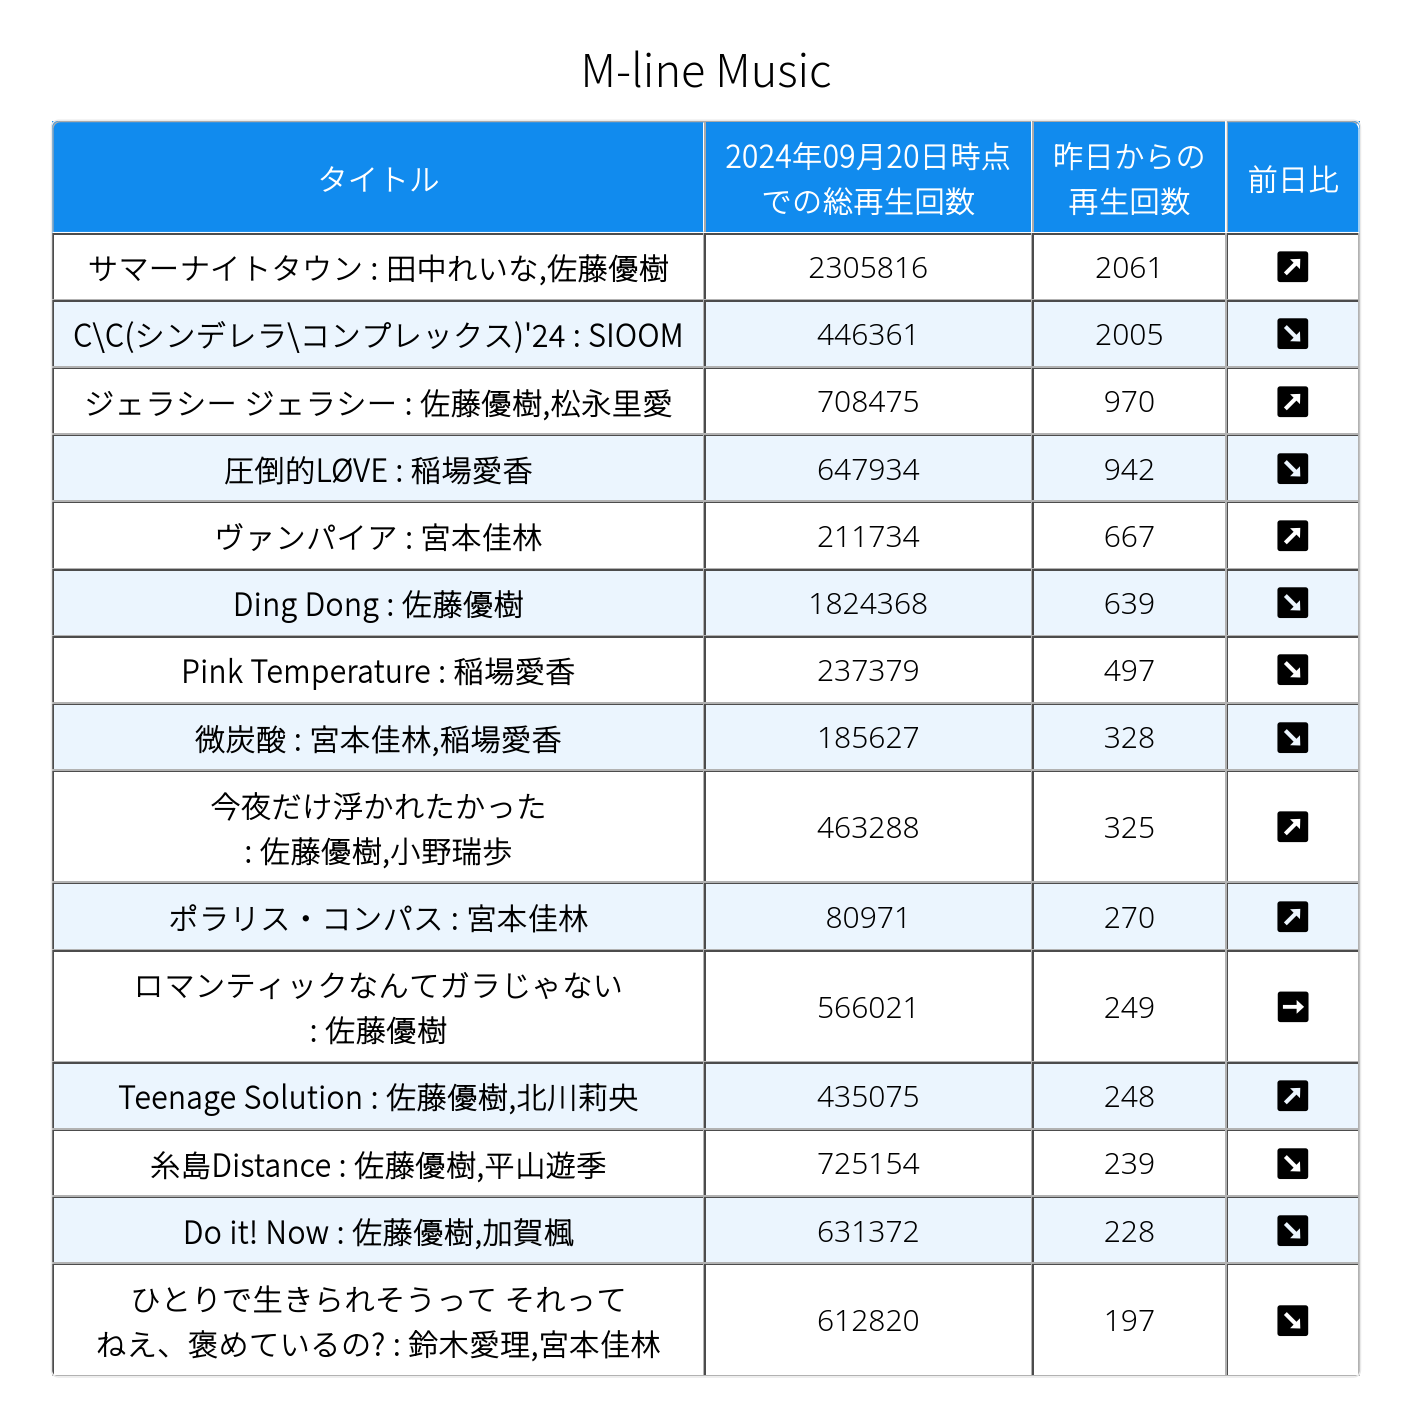 M-line Music
タイトル
2024年09月20日時点
での総再生回数
昨日からの
再生回数
前日比
サマーナイトタウン : 田中れいな,佐藤優樹 2305816 2061
C\C(シンデレラ\コンプレックス)'24 : SIOOM 446361 2005
ジェラシー ジェラシー : 佐藤優樹,松永里愛 708475 970
圧倒的LØVE : 稲場愛香 647934 942
ヴァンパイア : 宮本佳林 211734 667
Ding Dong : 佐藤優樹 1824368 639
Pink Temperature : 稲場愛香 237379 497
微炭酸 : 宮本佳林,稲場愛香 185627 328
今夜だけ浮かれたかった
: 佐藤優樹,小野瑞歩 463288 325
ポラリス・コンパス : 宮本佳林 80971 270
ロマンティックなんてガラじゃない
: 佐藤優樹 566021 249
Teenage Solution : 佐藤優樹,北川莉央 435075 248
糸島Distance : 佐藤優樹,平山遊季 725154 239
Do it! Now : 佐藤優樹,加賀楓 631372 228
ひとりで生きられそうって それって
ねえ、褒めているの? : 鈴木愛理,宮本佳林 612820 197